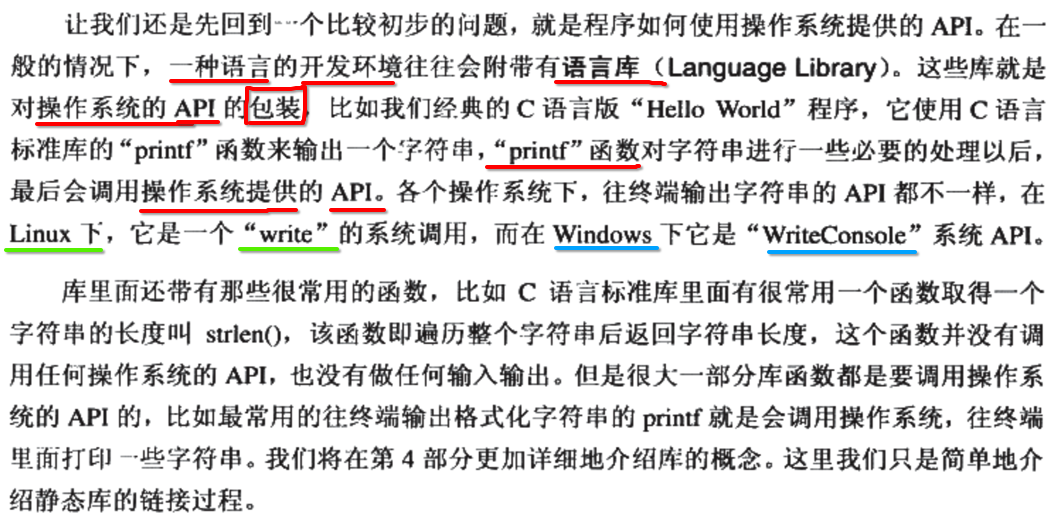 让我们还是先回到一个比较初步的问题，就是程序如何使用操作系统提供的 API。在一
般的情况下，一种语言的开发环境往往会附带有语言库（Language Library）。这些库就是
对操作系统的 API 的包装，比如我们经典的 C 语言版“Hello World”程序，它使用 C 语言
标准库的“printf”函数来输出一个字符串，“printf”函数对字符串进行一些必要的处理以后，
最后会调用操作系统提供的 API。各个操作系统下，往终端输出字符串的 API 都不一样，在
Linux 下，它是一个“write”的系统调用，而在 Windows 下它是“WriteConsole”系统 API。
库里面还带有那些很常用的函数，比如 C 语言标准库里面有很常用一个函数取得一个
字符串的长度叫 strlen()，该函数即遍历整个字符串后返回字符串长度，这个函数并没有调
用任何操作系统的 API，也没有做任何输入输出。但是很大一部分库函数都是要调用操作系
统的 API 的，比如最常用的往终端输出格式化字符串的 printf 就是会调用操作系统，往终端
里面打印一些字符串。我们将在第 4 部分更加详细地介绍库的概念。这里我们只是简单地介
绍静态库的链接过程。